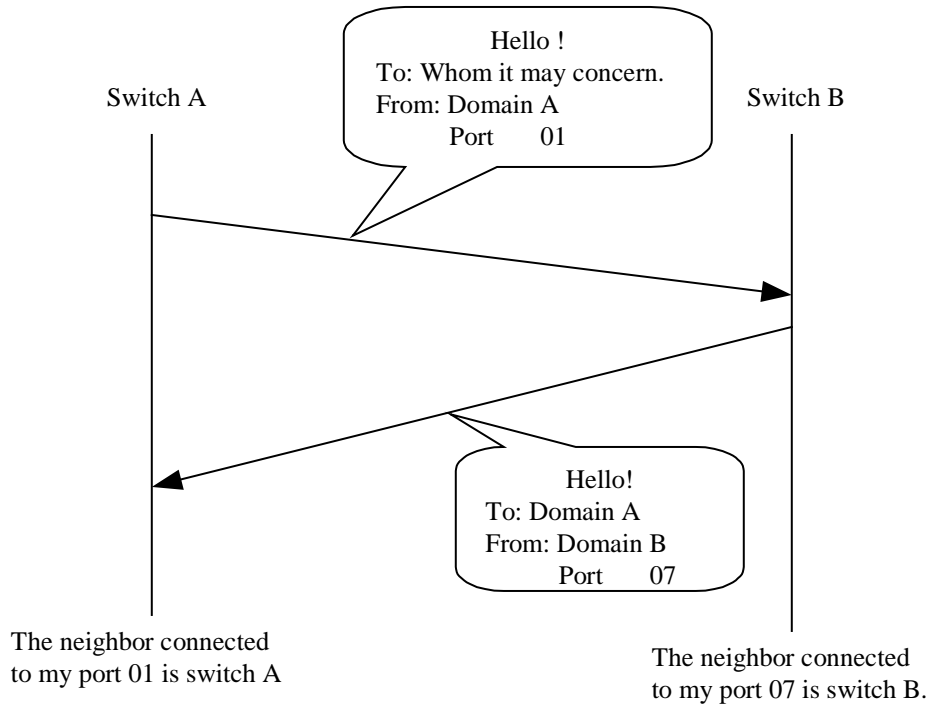 Hello !
To: Whom it may concern.
From: Domain A
Port 01
Switch A
Switch B
Hello!
To: Domain A
From: Domain B
Port 07
The neighbor connected
to my port 01 is switch A
The neighbor connected
to my port 07 is switch B.